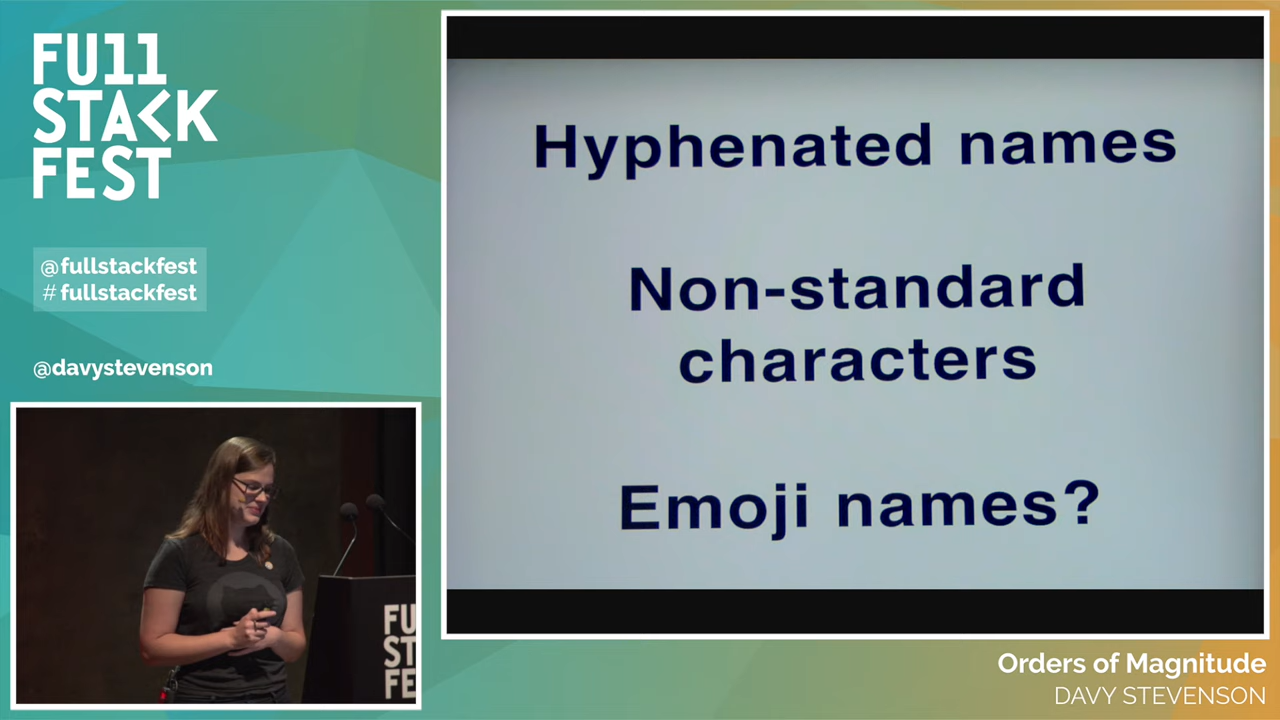 FU11
STACK
FEST
@fullstackfest
# fullstackfest
@davystevenson
Hyphenated names
Non-standard
characters
Emoji names?
FU
ST
FE
Orders of Magnitude
DAVY STEVENSON